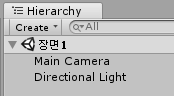 Hierarchy
Create All
장면1
Main Camera
Directional Light